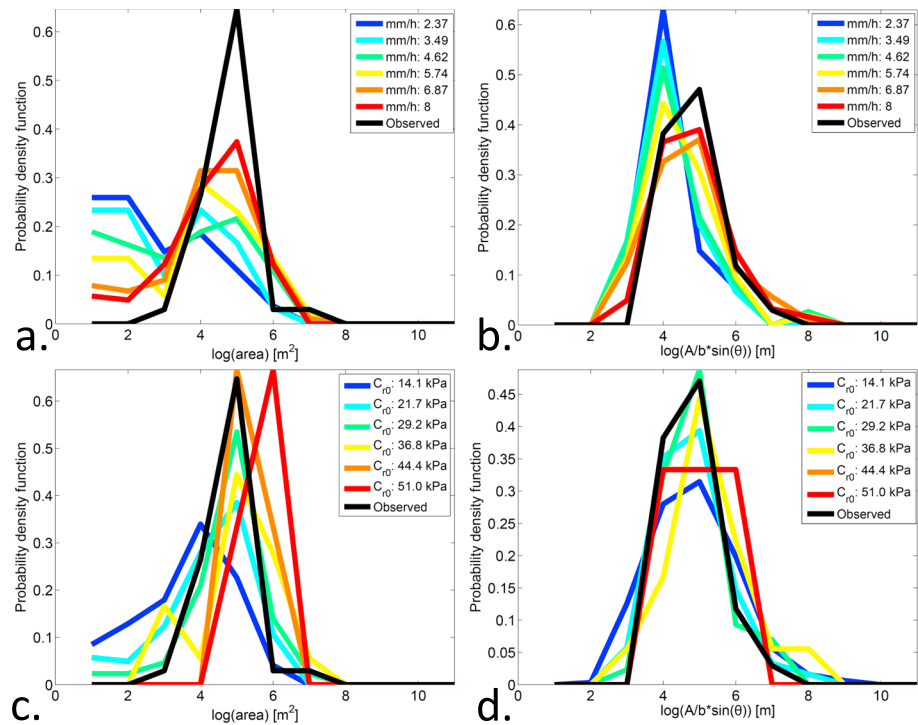 a.
Probability density function
0.6
0.5
0.4
0.3
0.2
0.1
0
0 2 4 6 8 10
log(area) [m²]
mm/h: 2.37
mm/h: 3.49
mm/h: 4.62
mm/h: 5.74
mm/h: 6.87
mm/h: 8
Observed
b.
Probability density function
0.6
0.5
0.4
0.3
0.2
0.1
0
2 4 6 8 10
log(A/b*sin(θ)) [m]
mm/h: 2.37
mm/h: 3.49
mm/h: 4.62
mm/h: 5.74
mm/h: 6.87
mm/h: 8
Observed
c.
Probability density function
0.6
0.5
0.4
0.3
0.2
0.1
0
0 2 4 6 8 10
log(area) [m²]
C_r0: 14.1 kPa
C_r0: 21.7 kPa
C_r0: 29.2 kPa
C_r0: 36.8 kPa
C_r0: 44.4 kPa
C_r0: 51.0 kPa
Observed
d.
Probability density function
0.45
0.4
0.35
0.3
0.25
0.2
0.15
0.1
0.05
0
0 2 4 6 8 10
log(A/b*sin(θ)) [m]
C_r0: 14.1 kPa
C_r0: 21.7 kPa
C_r0: 29.2 kPa
C_r0: 36.8 kPa
C_r0: 44.4 kPa
C_r0: 51.0 kPa
Observed